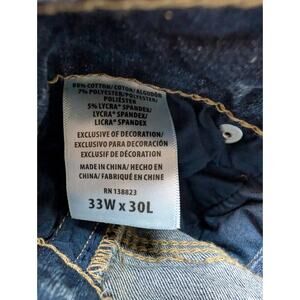 88% COTTON/COTON/ALGODÓN
7% POLYESTER/POLYESTER/
POLIÉSTER
5% LYCRA® SPANDEX/
LYCRA® SPANDEX/
LICRA® SPANDEX
EXCLUSIVE OF DECORATION/
EXCLUSIVO PARA DECORACIÓN
EXCLUSIF DE DÉCORATION
MADE IN CHINA/ HECHO EN
CHINA/ FABRIQUÉ EN CHINE
RN 138823
33W x 30L